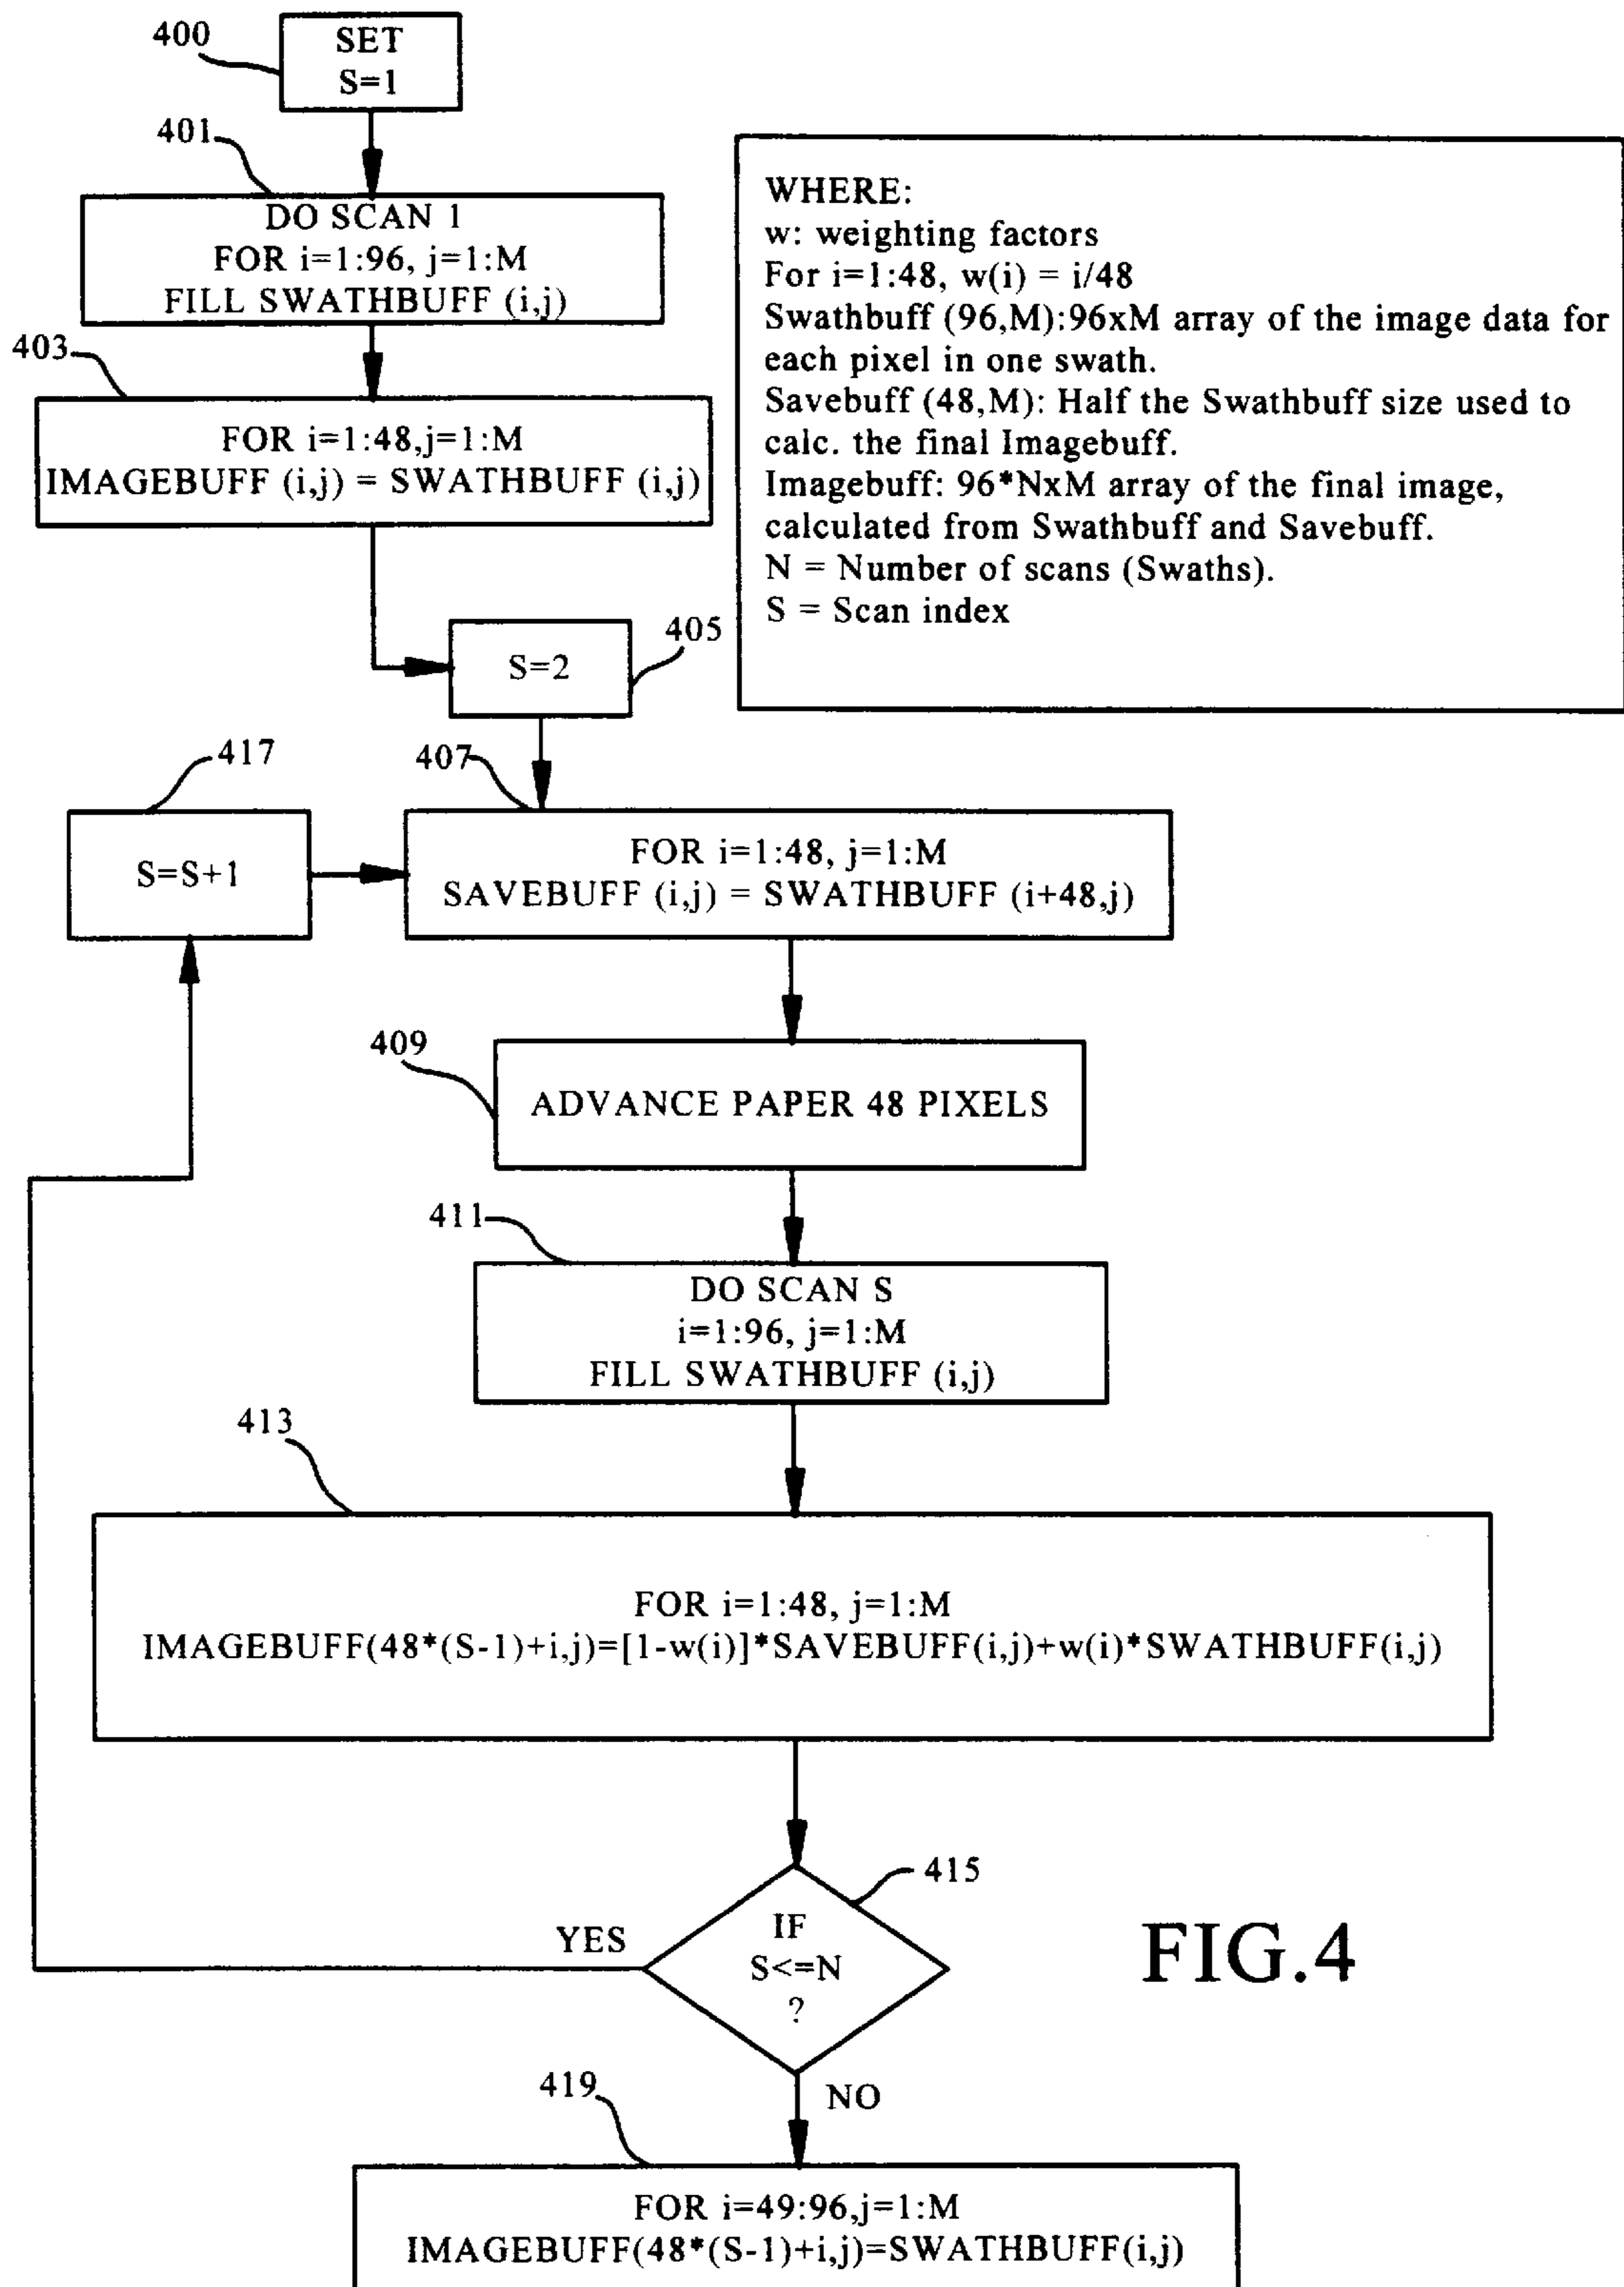 400
SET
S=1
401
DO SCAN 1
FOR i=1:96, j=1:M
FILL SWATHBUFF (i,j)
403
FOR i=1:48,j=1:M
IMAGEBUFF (i,j) = SWATHBUFF (i,j)
WHERE:
w: weighting factors
For i=1:48, w(i) = i/48
Swathbuff (96,M):96xM array of the image data for
each pixel in one swath.
Savebuff (48,M): Half the Swathbuff size used to
calc. the final Imagebuff.
Imagebuff: 96*NxM array of the final image,
calculated from Swathbuff and Savebuff.
N = Number of scans (Swaths).
S = Scan index
405
S=2
417
S=S+1
407
FOR i=1:48, j=1:M
SAVEBUFF (i,j) = SWATHBUFF (i+48,j)
409
ADVANCE PAPER 48 PIXELS
411
DO SCAN S
i=1:96, j=1:M
FILL SWATHBUFF (i,j)
413
FOR i=1:48, j=1:M
IMAGEBUFF(48*(S-1)+i,j)=[1-w(i)]*SAVEBUFF(i,j)+w(i)*SWATHBUFF(i,j)
415
IF
S<=N
?
YES
NO
FIG.4
419
FOR i=49:96,j=1:M
IMAGEBUFF(48*(S-1)+i,j)=SWATHBUFF(i,j)